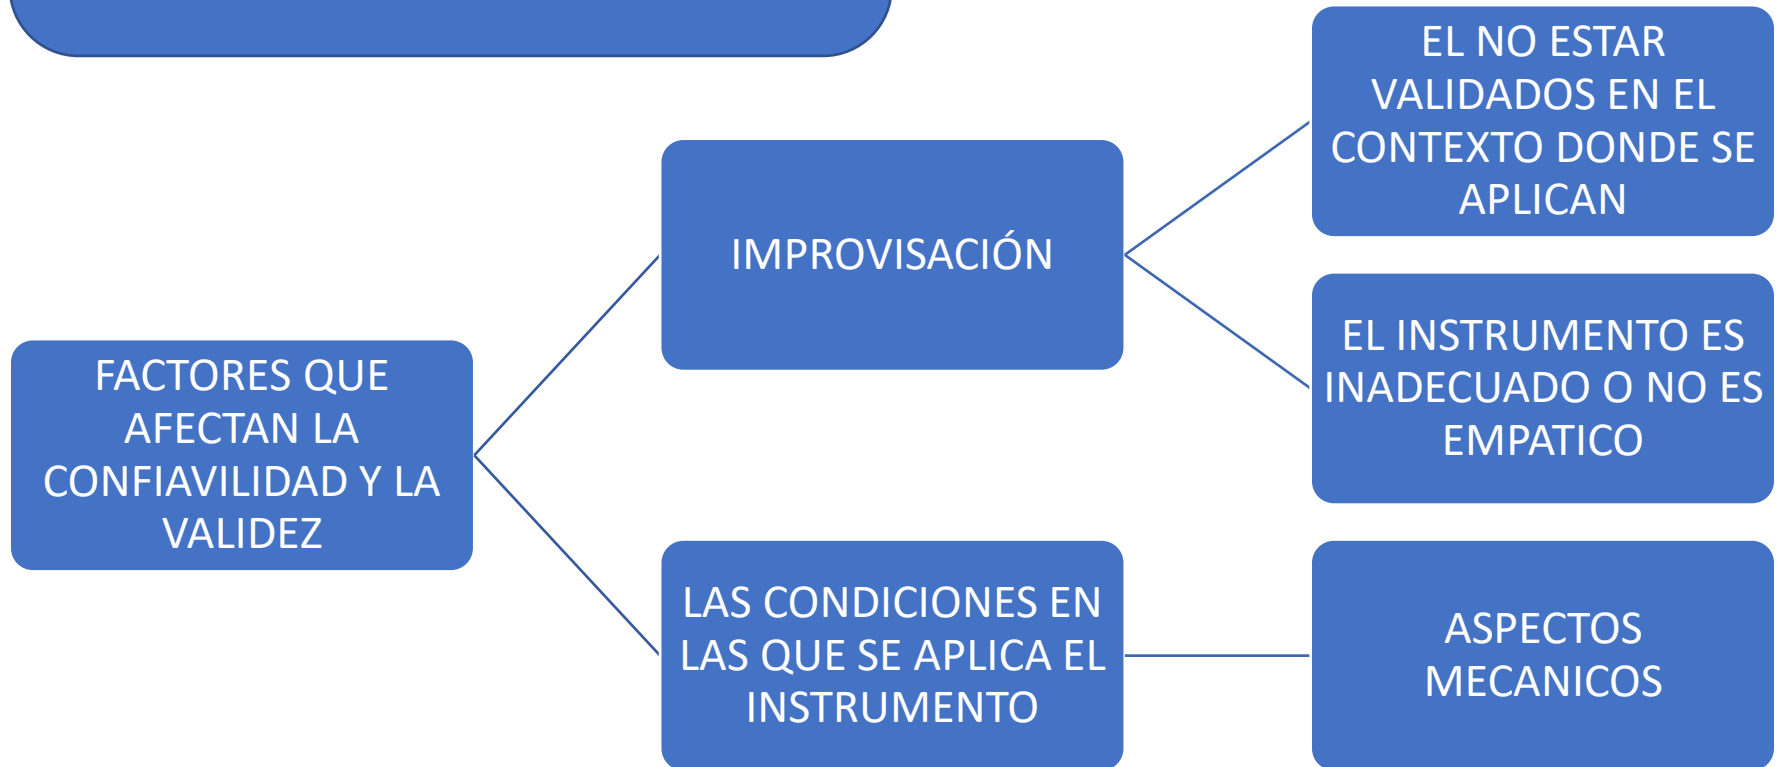 FACTORES QUE
AFECTAN LA
CONFIAVILIDAD Y LA
VALIDEZ
IMPROVISACIÓN
EL NO ESTAR
VALIDADOS EN EL
CONTEXTO DONDE SE
APLICAN
EL INSTRUMENTO ES
INADECUADO O NO ES
EMPATICO
LAS CONDICIONES EN
LAS QUE SE APLICA EL
INSTRUMENTO
ASPECTOS
MECANICOS